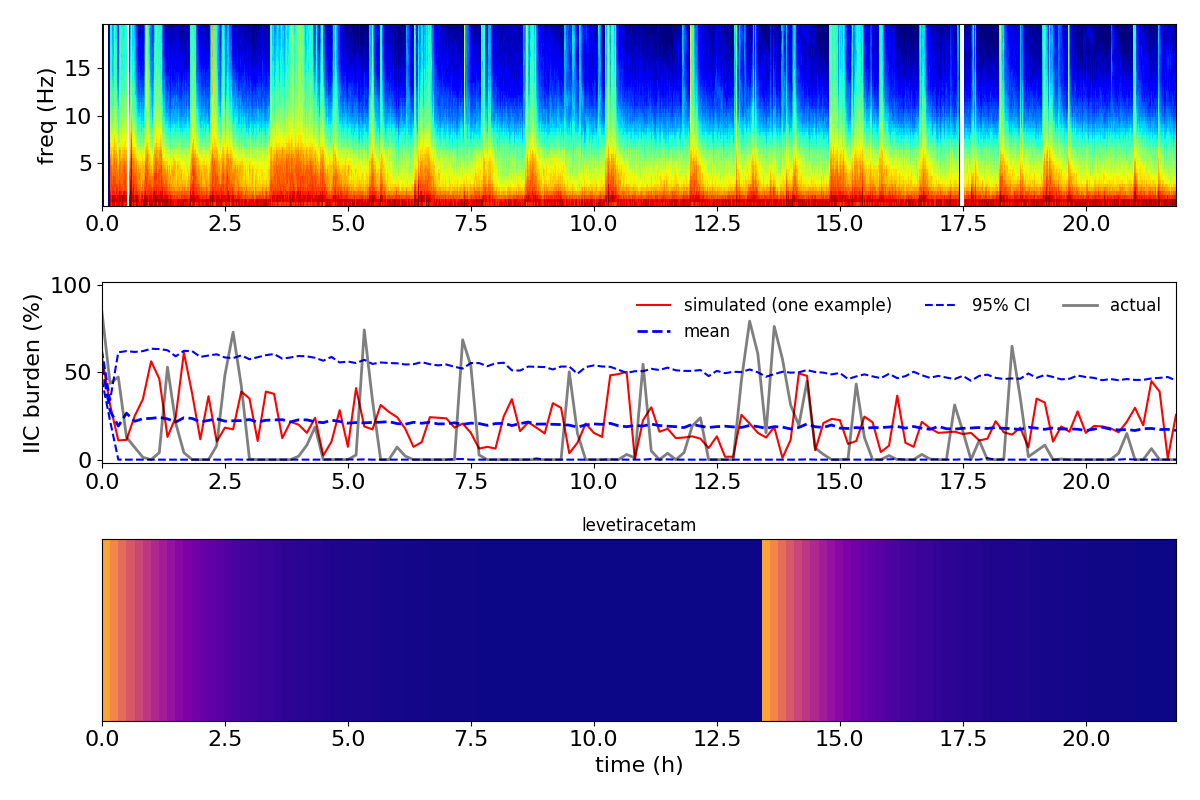 freq (Hz)
15
10
5
0.0 2.5 5.0 7.5 10.0 12.5 15.0 17.5 20.0
IIC burden (%)
100
50
0
simulated (one example)
mean
95% CI
actual
0.0 2.5 5.0 7.5 10.0 12.5 15.0 17.5 20.0
levetiracetam
0.0 2.5 5.0 7.5 10.0 12.5 15.0 17.5 20.0
time (h)